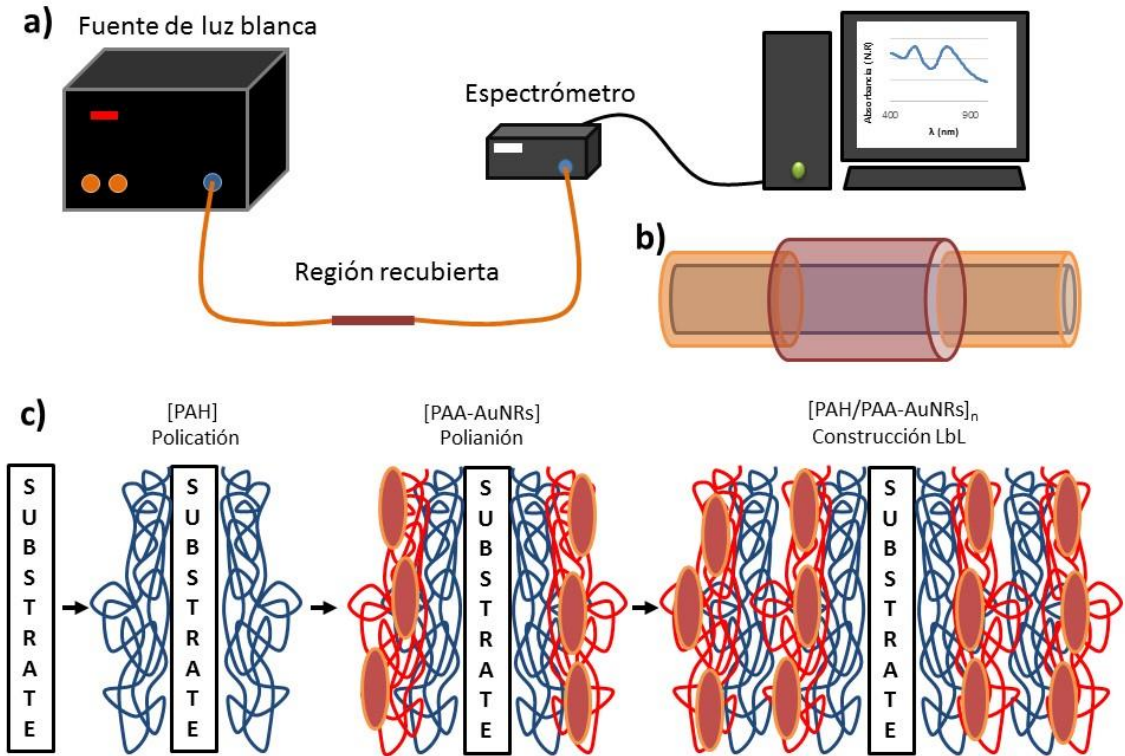 a)
Fuente de luz blanca
Espectrómetro
Absorbancia (N.R)
400
900
λ (nm)
Región recubierta
b)
c)
[PAH]
Policatión
[PAA-AuNRs]
Polianión
[PAH/PAA-AuNRs]n
Construcción LbL
SUBSTRATE
SUBSTRATE
SUBSTRATE
SUBSTRATE